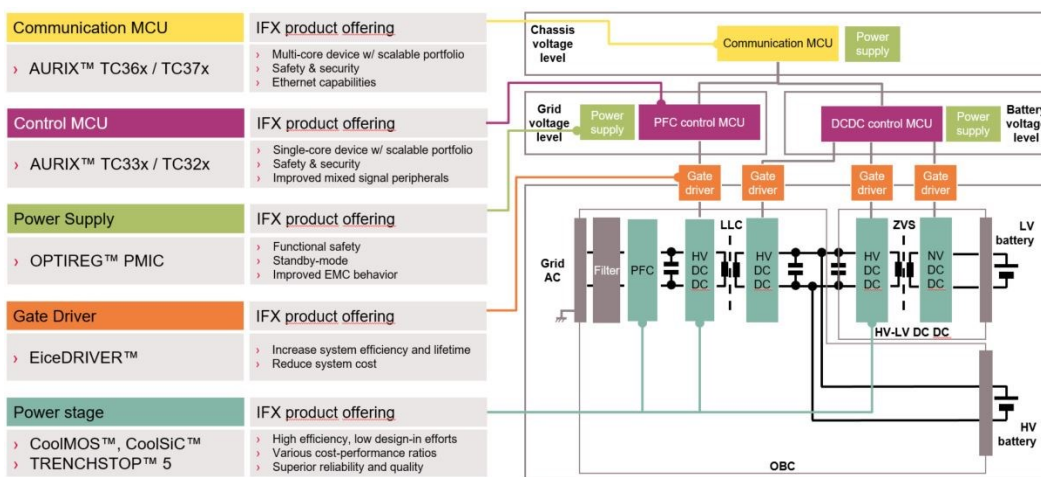 Communication MCU
IFX product offering
› AURIX™ TC36x / TC37x
› Multi-core device w/ scalable portfolio
› Safety & security
› Ethernet capabilities
Control MCU
IFX product offering
› AURIX™ TC33x / TC32x
› Single-core device w/ scalable portfolio
› Safety & security
› Improved mixed signal peripherals
Power Supply
IFX product offering
› OPTIREG™ PMIC
› Functional safety
› Standby-mode
› Improved EMC behavior
Gate Driver
IFX product offering
› EiceDRIVER™
› Increase system efficiency and lifetime
› Reduce system cost
Power stage
IFX product offering
› CoolMOS™, CoolSiC™
› TRENCHSTOP™ 5
› High efficiency, low design-in efforts
› Various cost-performance ratios
› Superior reliability and quality
Chassis
voltage
level
Communication MCU
Power
supply
Grid
voltage
level
Power
supply
PFC control MCU
DCDC control MCU
Power
supply
Battery
voltage
level
Gate
driver
Gate
driver
Gate
driver
Gate
driver
LLC
ZVS
Grid
AC
Filter
PFC
HV
DC
DC
HV
DC
DC
HV
DC
DC
NV
DC
DC
LV
battery
HV-LV DC DC
HV
battery
OBC